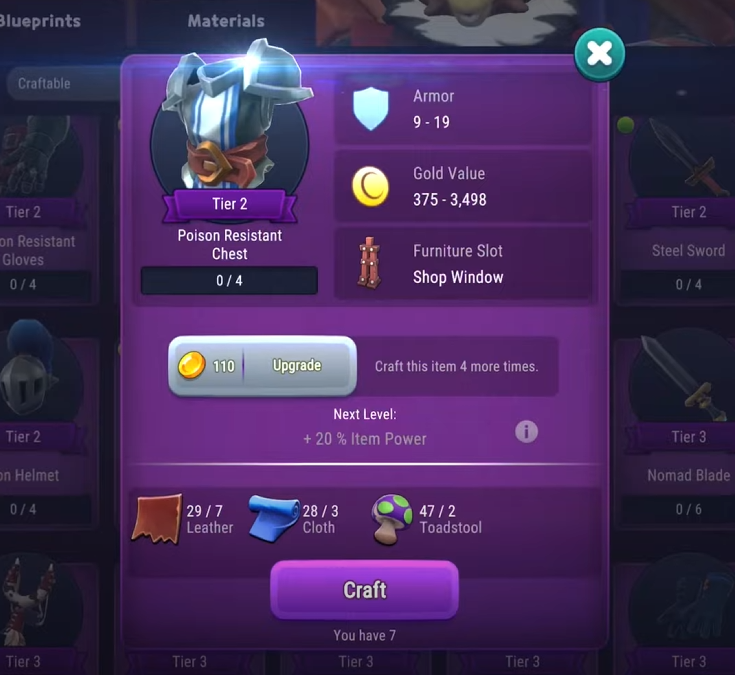 Blueprints
Materials
Craftable
Armor
9 - 19
Gold Value
375 - 3,498
Furniture Slot
Shop Window
Tier 2
Poison Resistant
Chest
0 / 4
110 Upgrade
Craft this item 4 more times.
Next Level:
+ 20 % Item Power
29 / 7
Leather
28 / 3
Cloth
47 / 2
Toadstool
Craft
You have 7
Tier 2
on Resistant
Gloves
0 / 4
Tier 2
on Helmet
0 / 4
Tier 3
Tier 3
Tier 3
Tier 3
Tier 2
Steel Sword
0 / 4
Tier 3
Nomad Blade
0 / 6
Tier 3